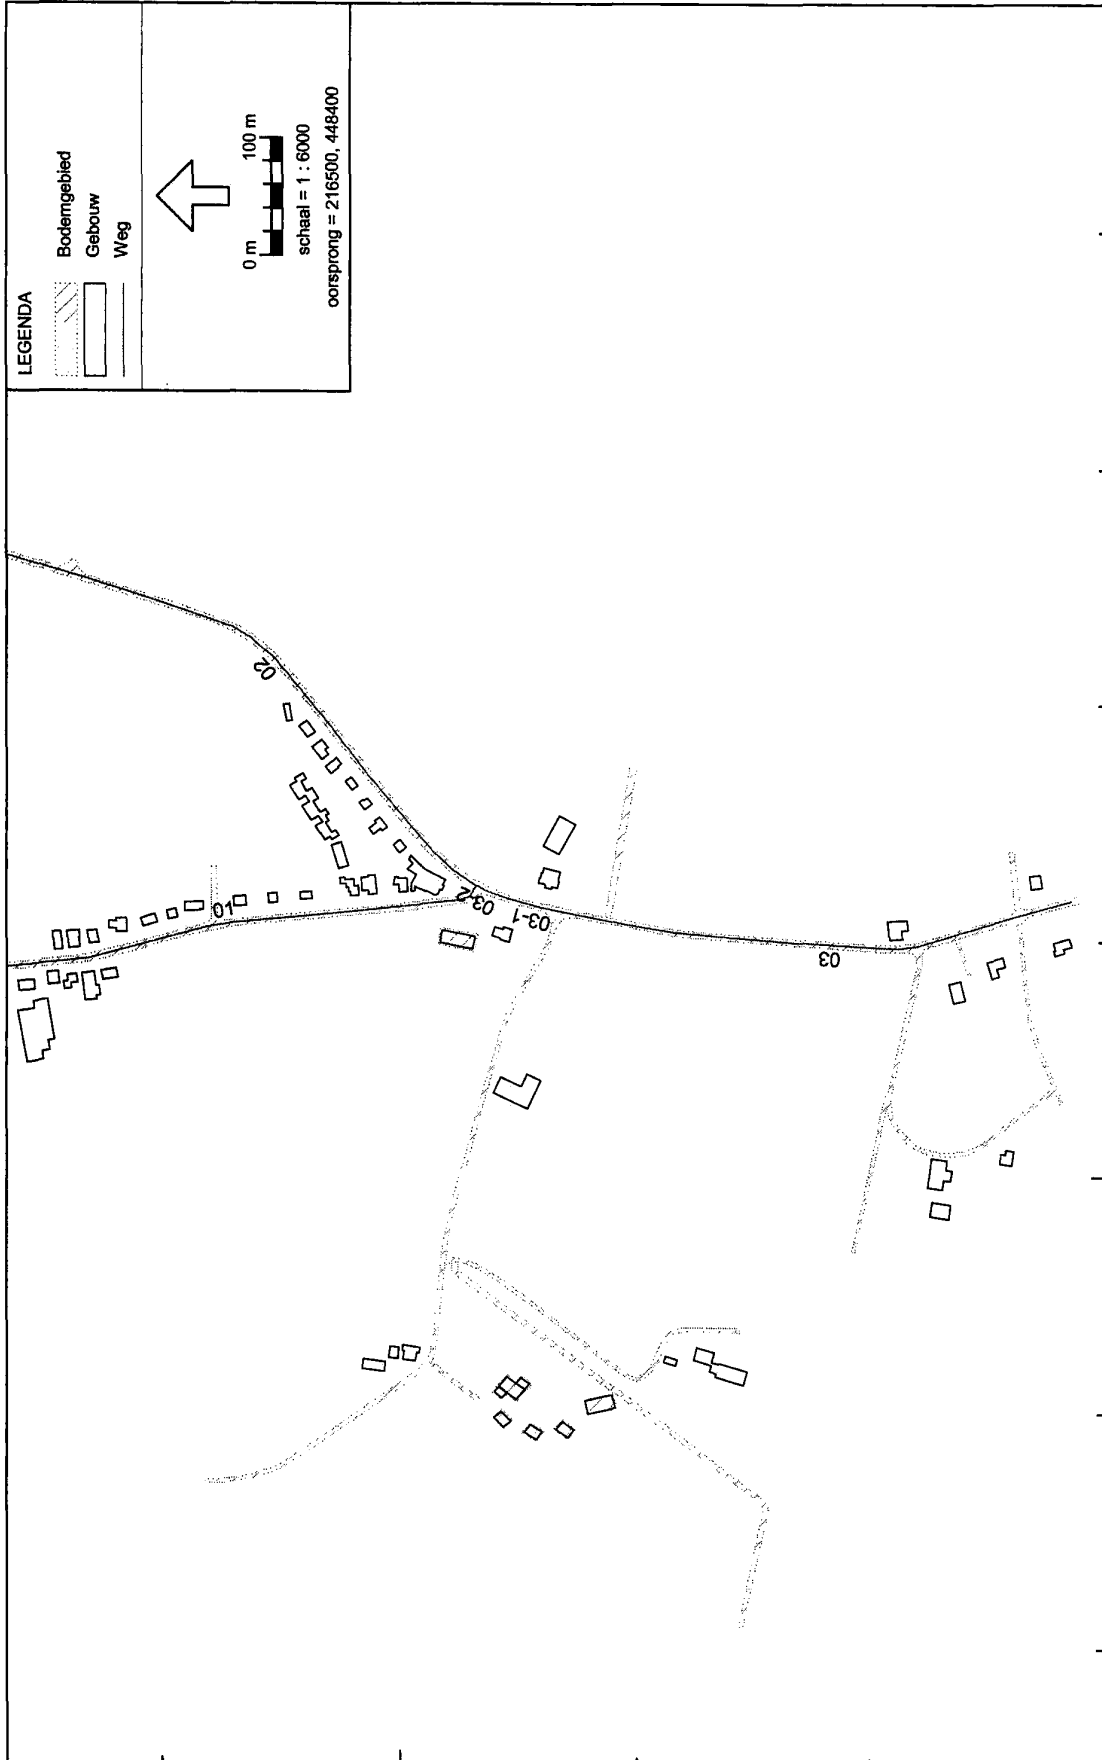 LEGENDA
Bodemgebied
Gebouw
Weg
0 m 100 m
schaal = 1 : 6000
oorsprong = 216500, 448400
02
01
03-2
03-1
03